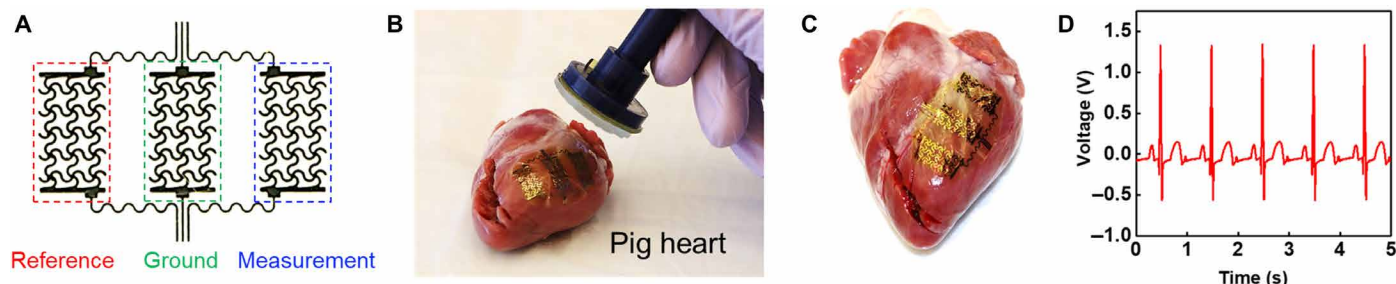 A
B
C
D
Reference
Ground
Measurement
Pig heart
Voltage (V)
1.5
1.0
0.5
0.0
–0.5
–1.0
0
1
2
3
4
5
Time (s)